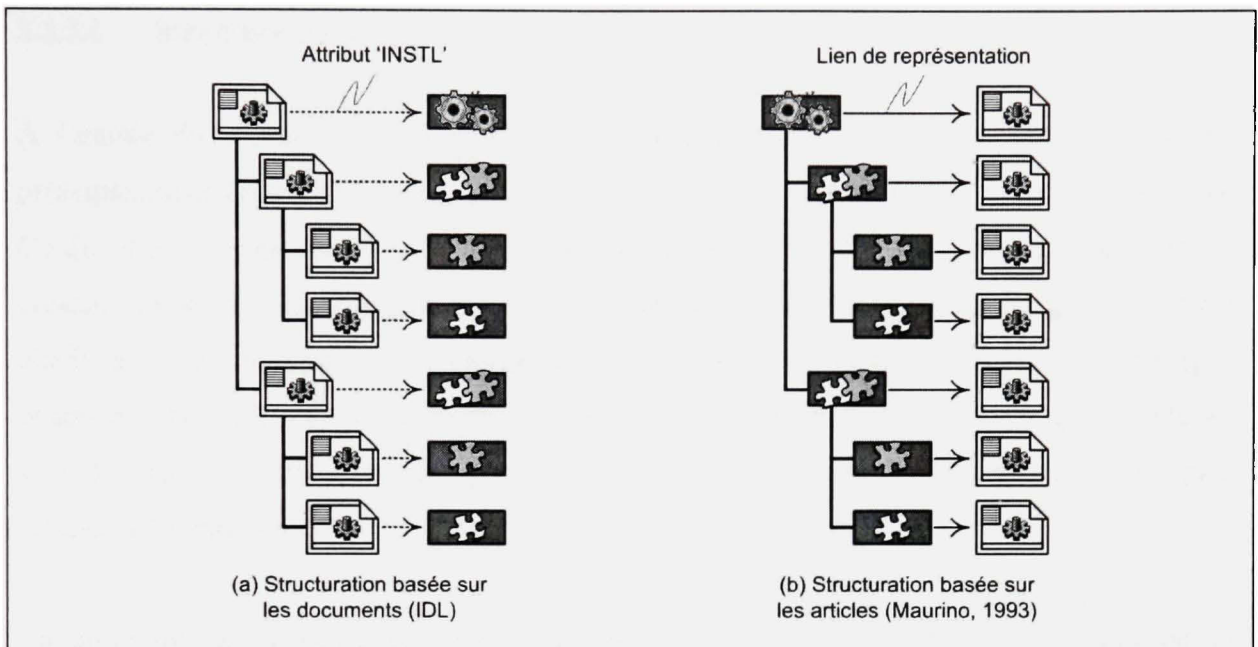 Attribut 'INSTL'
Lien de représentation
(a) Structuration basée sur
les documents (IDL)
(b) Structuration basée sur
les articles (Maurino, 1993)